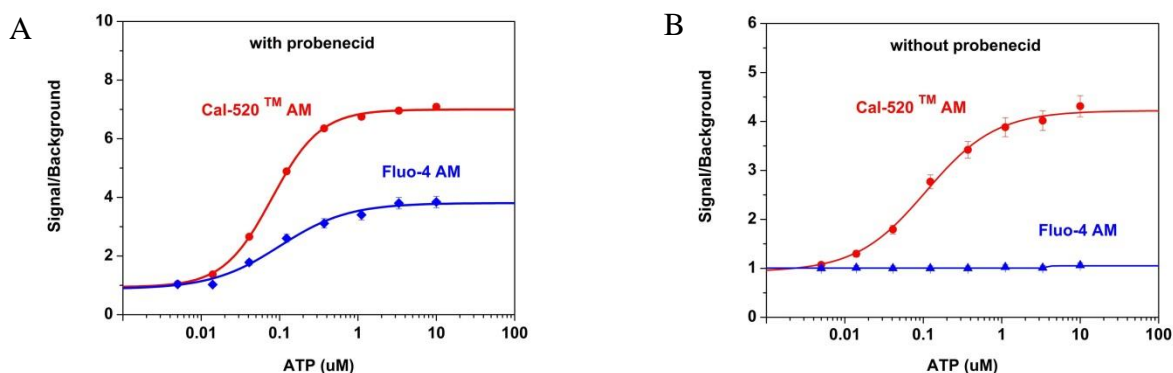 A
with probenecid
Cal-520 TM AM
Fluo-4 AM
Signal/Background
10
8
6
4
2
0
0.01 0.1 1 10 100
ATP (uM)
B
without probenecid
Cal-520 TM AM
Fluo-4 AM
Signal/Background
6
5
4
3
2
1
0
0.01 0.1 1 10 100
ATP (uM)